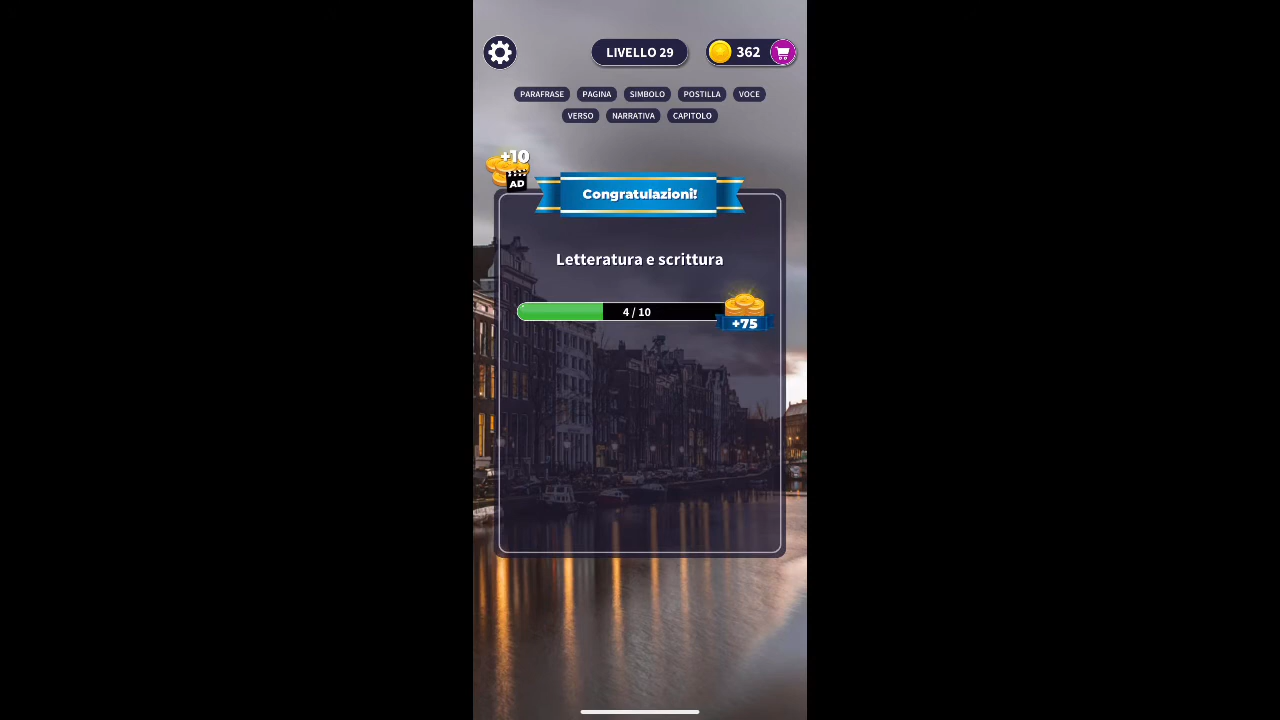 LIVELLO 29
362
PARAFRASE PAGINA SIMBOLO POSTILLA VOCE
VERSO NARRATIVA CAPITOLO
+10
AD
Congratulazioni!
Letteratura e scrittura
4 / 10
+75